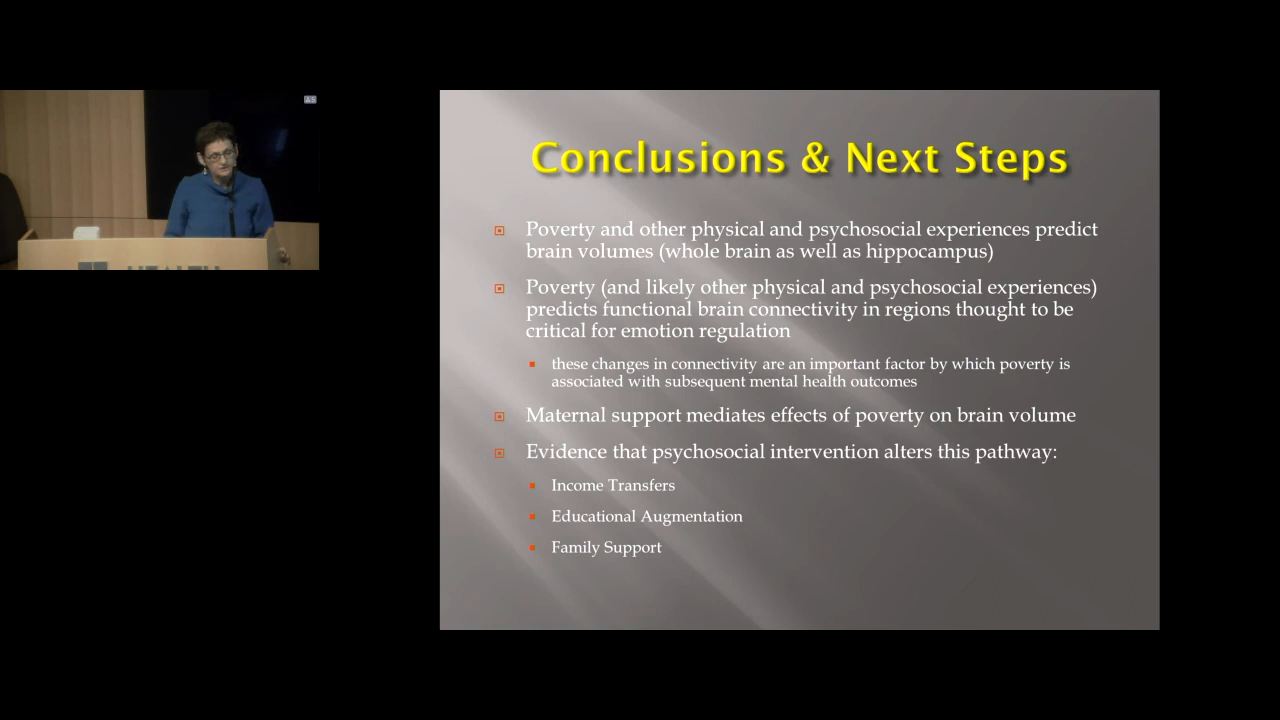 Conclusions & Next Steps
Poverty and other physical and psychosocial experiences predict
brain volumes (whole brain as well as hippocampus)
Poverty (and likely other physical and psychosocial experiences)
predicts functional brain connectivity in regions thought to be
critical for emotion regulation
these changes in connectivity are an important factor by which poverty is
associated with subsequent mental health outcomes
Maternal support mediates effects of poverty on brain volume
Evidence that psychosocial intervention alters this pathway:
Income Transfers
Educational Augmentation
Family Support